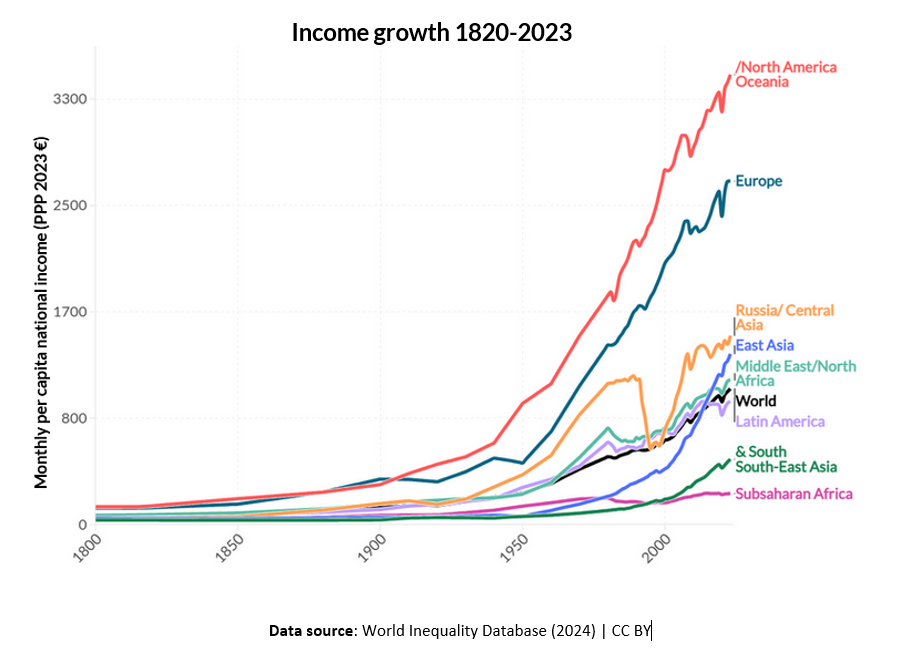 Income growth 1820-2023
Monthly per capita national income (PPP 2023 €)
3300
2500
1700
800
0
1800
1850
1900
1950
2000
/North America
Oceania
Europe
Russia/ Central
Asia
East Asia
Middle East/North
Africa
World
Latin America
& South
South-East Asia
Subsaharan Africa
Data source: World Inequality Database (2024) | CC BY